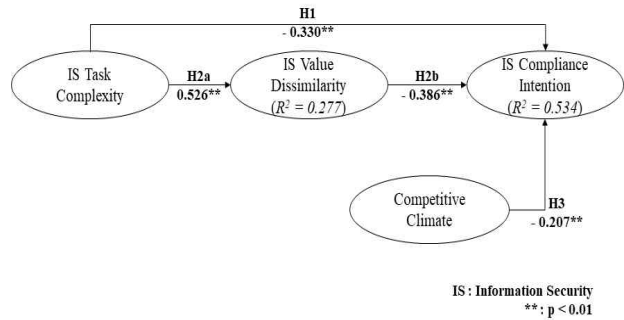 H1
- 0.330**
IS Task
Complexity
H2a
0.526**
IS Value
Dissimilarity
(R² = 0.277)
H2b
- 0.386**
IS Compliance
Intention
(R² = 0.534)
Competitive
Climate
H3
- 0.207**
IS : Information Security
** : p < 0.01